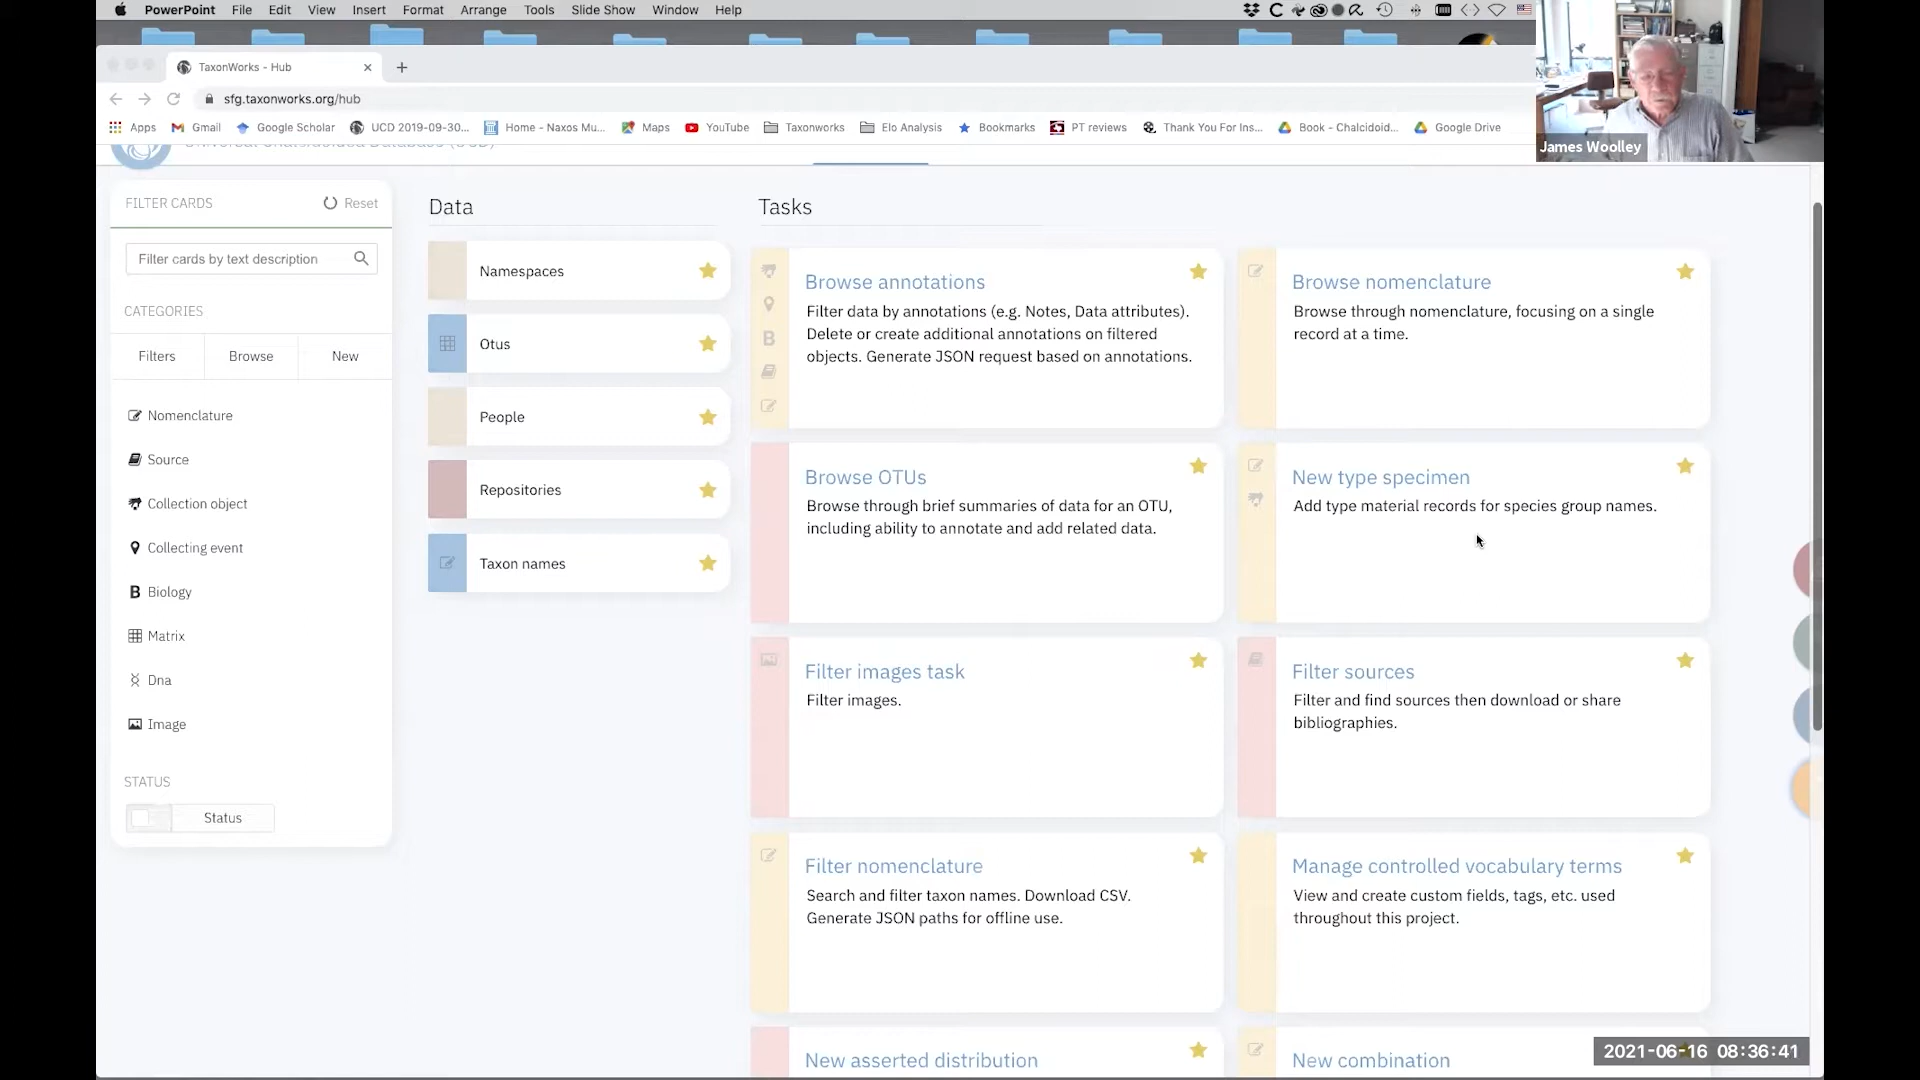 PowerPoint File Edit View Insert Format Arrange Tools Slide Show Window Help
TaxonWorks - Hub
sfg.taxonworks.org/hub
Apps Gmail Google Scholar UCD 2019-09-30... Home - Naxos Mu... Maps YouTube Taxonworks Elo Analysis Bookmarks PT reviews Thank You For Ins... Book - Chalcidoid... Google Drive
James Woolley
FILTER CARDS Reset
Filter cards by text description
CATEGORIES
Filters Browse New
Nomenclature
Source
Collection object
Collecting event
B Biology
Matrix
Dna
Image
STATUS
Status
Data
Namespaces
Otus
People
Repositories
Taxon names
Tasks
B
Browse annotations
Filter data by annotations (e.g. Notes, Data attributes).
Delete or create additional annotations on filtered
objects. Generate JSON request based on annotations.
Browse nomenclature
Browse through nomenclature, focusing on a single
record at a time.
Browse OTUs
Browse through brief summaries of data for an OTU,
including ability to annotate and add related data.
New type specimen
Add type material records for species group names.
Filter images task
Filter images.
Filter sources
Filter and find sources then download or share
bibliographies.
Filter nomenclature
Search and filter taxon names. Download CSV.
Generate JSON paths for offline use.
Manage controlled vocabulary terms
View and create custom fields, tags, etc. used
throughout this project.
New asserted distribution
New combination
2021-06-16 08:36:41